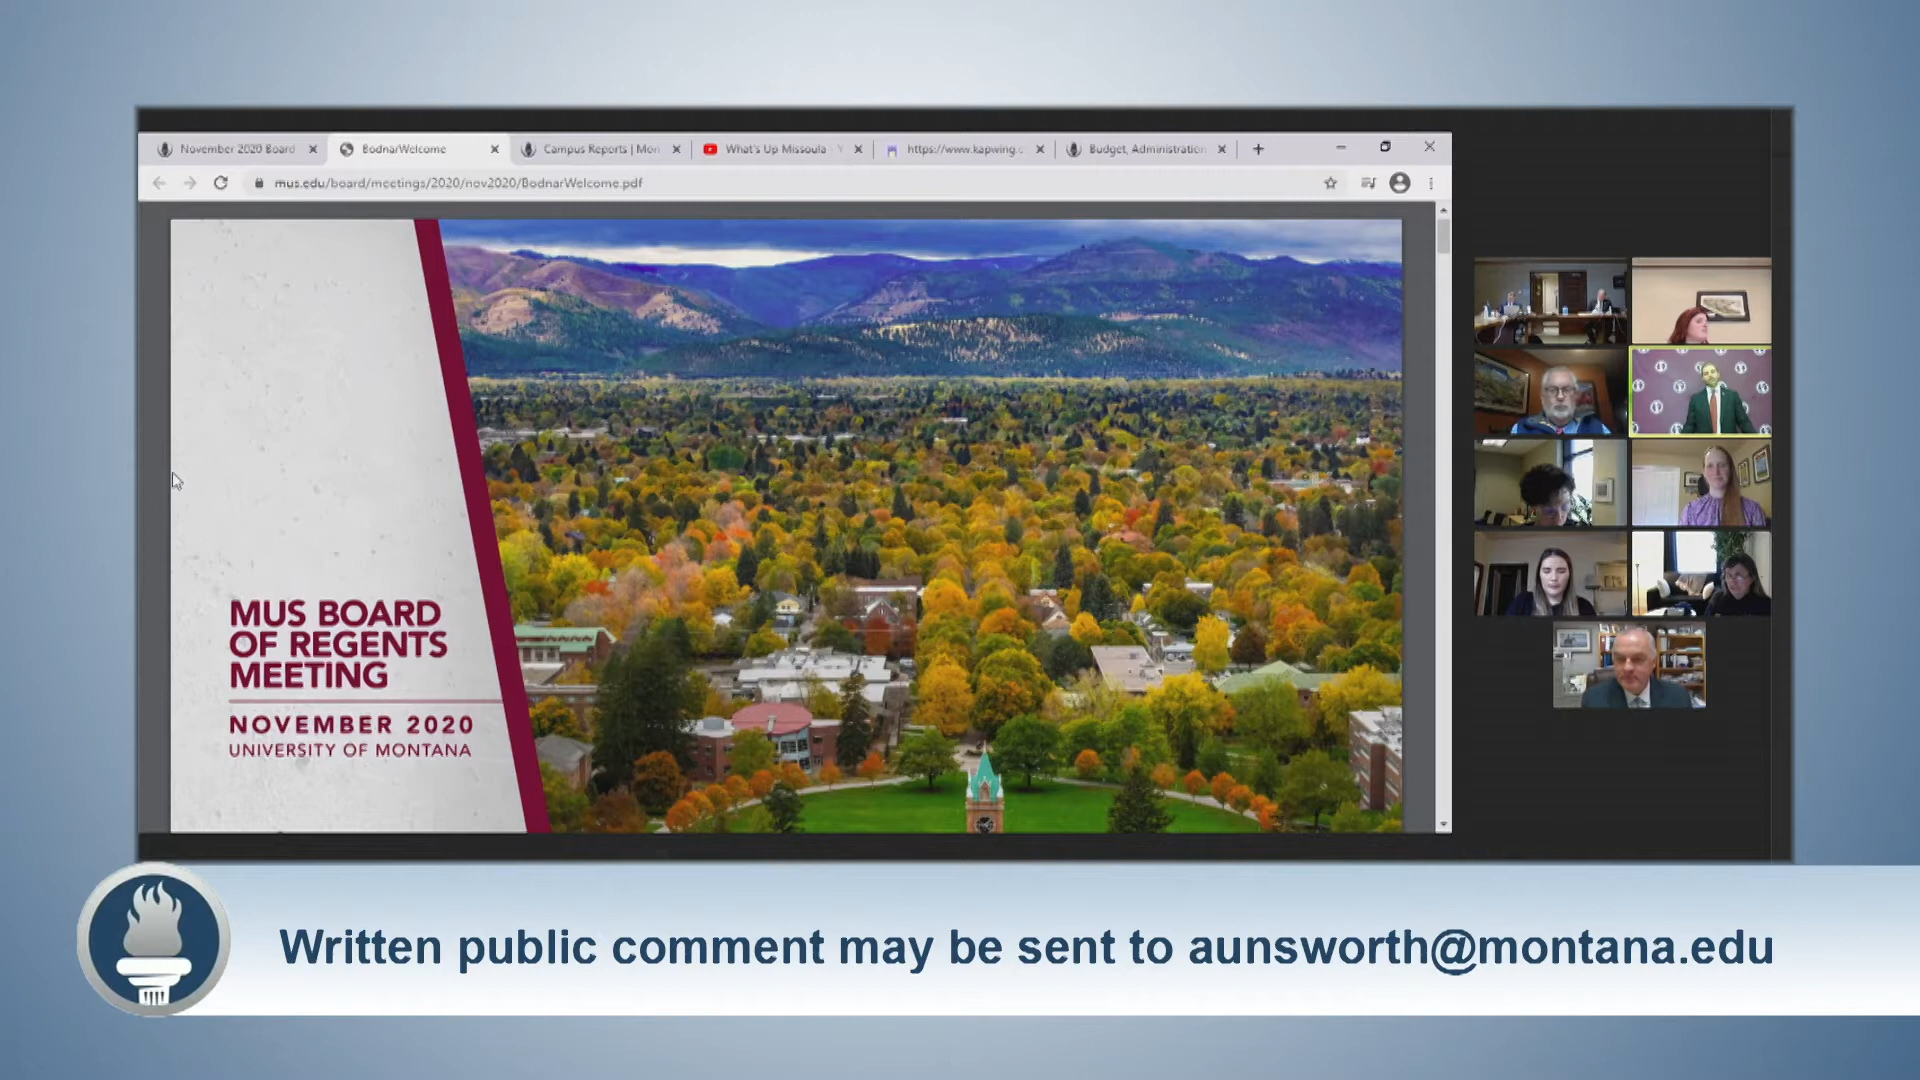 November 2020 Board
BodnarWelcome
Campus Reports | Mon
What's Up Missoula
https://www.kapwing.c
Budget, Administration
mus.edu/board/meetings/2020/nov2020/BodnarWelcome.pdf
MUS BOARD
OF REGENTS
MEETING
NOVEMBER 2020
UNIVERSITY OF MONTANA
Written public comment may be sent to aunsworth@montana.edu